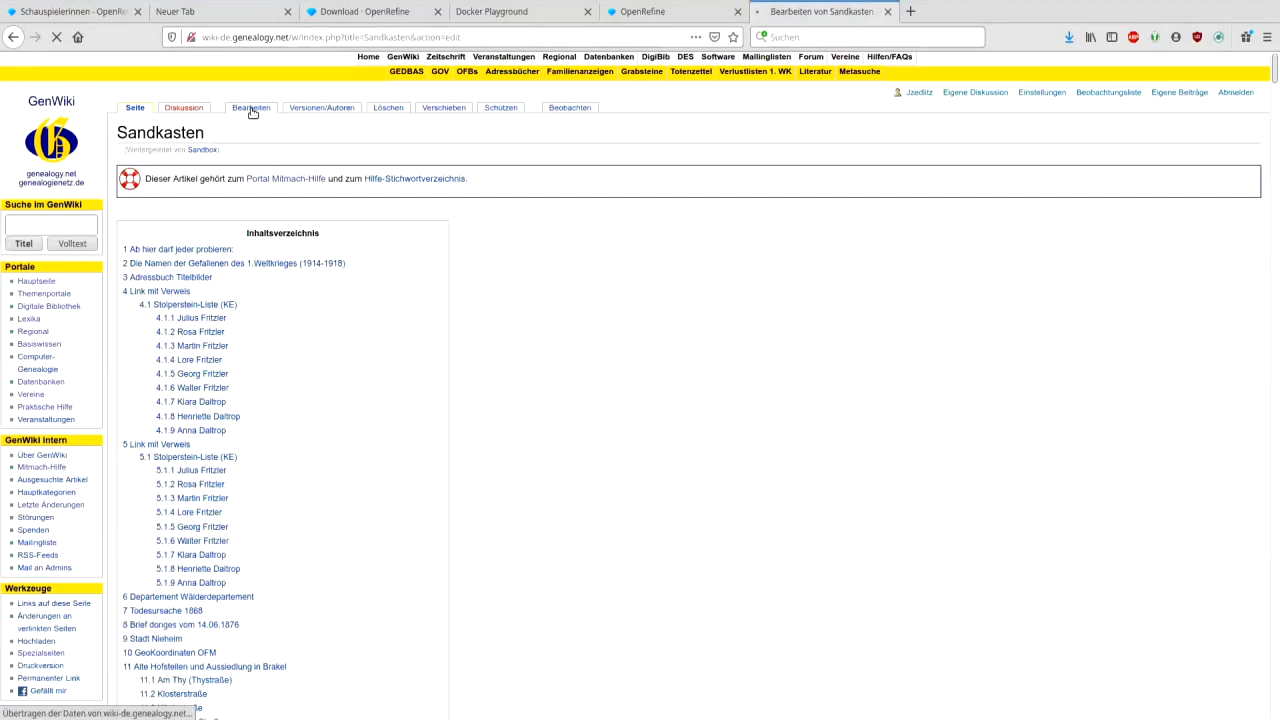 Schauspielerinnen - OpenRe
Neuer Tab
Download · OpenRefine
Docker Playground
OpenRefine
Bearbeiten von Sandkasten
wiki-de.genealogy.net/w/index.php?title=Sandkasten&action=edit
Suchen
Home GenWiki Zeitschrift Veranstaltungen Regional Datenbanken DigiBib DES Software Mailinglisten Forum Vereine Hilfen/FAQs
GEDBAS GOV OFBs Adressbücher Familienanzeigen Grabsteine Totenzettel Verlustlisten 1. WK Literatur Metasuche
Jzedlitz Eigene Diskussion Einstellungen Beobachtungsliste Eigene Beiträge Abmelden
Seite Diskussion Bearbeiten Versionen/Autoren Löschen Verschieben Schützen Beobachten
GenWiki
genealogy.net
genealogienetz.de
Suche im GenWiki
Titel Volltext
Portale
Hauptseite
Themenportale
Digitale Bibliothek
Lexika
Regional
Basiswissen
Computer-
Genealogie
Datenbanken
Vereine
Praktische Hilfe
Veranstaltungen
GenWiki intern
Über GenWiki
Mitmach-Hilfe
Ausgesuchte Artikel
Hauptkategorien
Letzte Änderungen
Störungen
Spenden
Mailingliste
RSS-Feeds
Mail an Admins
Werkzeuge
Links auf diese Seite
Änderungen an
verlinkten Seiten
Hochladen
Spezialseiten
Druckversion
Permanenter Link
Gefällt mir
Sandkasten
(Weitergeleitet von Sandbox)
Dieser Artikel gehört zum Portal Mitmach-Hilfe und zum Hilfe-Stichwortverzeichnis.
Inhaltsverzeichnis
1 Ab hier darf jeder probieren:
2 Die Namen der Gefallenen des 1.Weltkrieges (1914-1918)
3 Adressbuch Titelbilder
4 Link mit Verweis
4.1 Stolperstein-Liste (KE)
4.1.1 Julius Fritzler
4.1.2 Rosa Fritzler
4.1.3 Martin Fritzler
4.1.4 Lore Fritzler
4.1.5 Georg Fritzler
4.1.6 Walter Fritzler
4.1.7 Klara Daltrop
4.1.8 Henriette Daltrop
4.1.9 Anna Daltrop
5 Link mit Verweis
5.1 Stolperstein-Liste (KE)
5.1.1 Julius Fritzler
5.1.2 Rosa Fritzler
5.1.3 Martin Fritzler
5.1.4 Lore Fritzler
5.1.5 Georg Fritzler
5.1.6 Walter Fritzler
5.1.7 Klara Daltrop
5.1.8 Henriette Daltrop
5.1.9 Anna Daltrop
6 Departement Wälderdepartement
7 Todesursache 1868
8 Brief donges vom 14.06.1876
9 Stadt Nieheim
10 GeoKoordinaten OFM
11 Alte Hofstellen und Aussiedlung in Brakel
11.1 Am Thy (Thystraße)
11.2 Klosterstraße
Übertragen der Daten von wiki-de.genealogy.net...